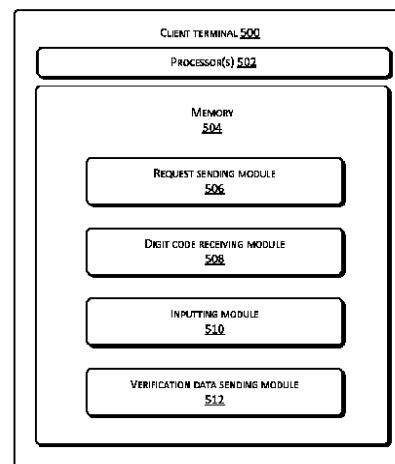 CLIENT TERMINAL 500
PROCESSOR(S) 502
MEMORY
504
REQUEST SENDING MODULE
506
DIGIT CODE RECEIVING MODULE
508
INPUTTING MODULE
510
VERIFICATION DATA SENDING MODULE
512